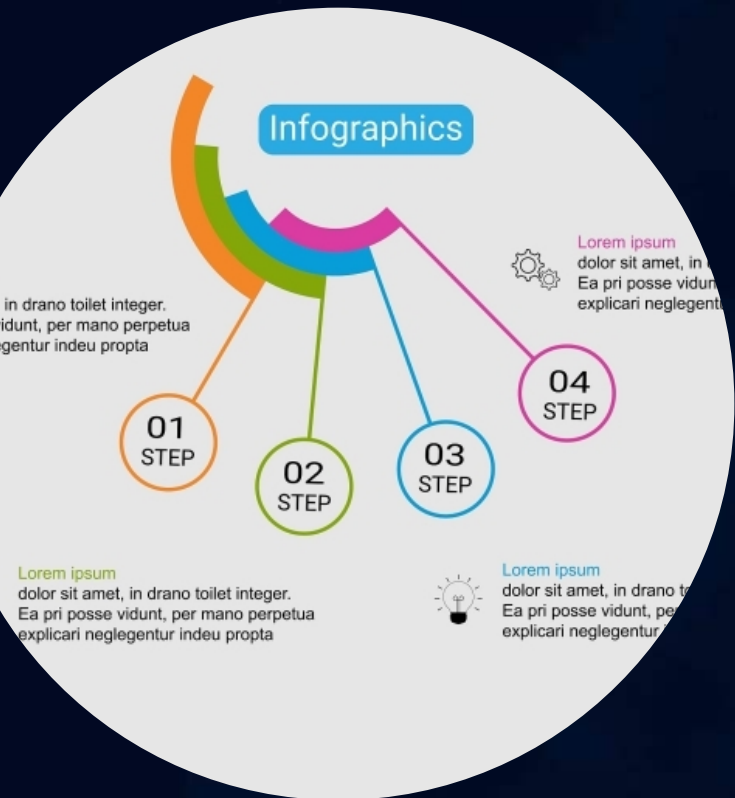 Infographics
Lorem ipsum
dolor sit amet, in
Ea pri posse vidunt
explicari neglegentur
in drano toilet integer.
vidunt, per mano perpetua
indeu propta
01
STEP
02
STEP
03
STEP
04
STEP
Lorem ipsum
dolor sit amet, in drano toilet integer.
Ea pri posse vidunt, per mano perpetua
explicari neglegentur indeu propta
Lorem ipsum
dolor sit amet, in drano
Ea pri posse vidunt,
explicari neglegentur